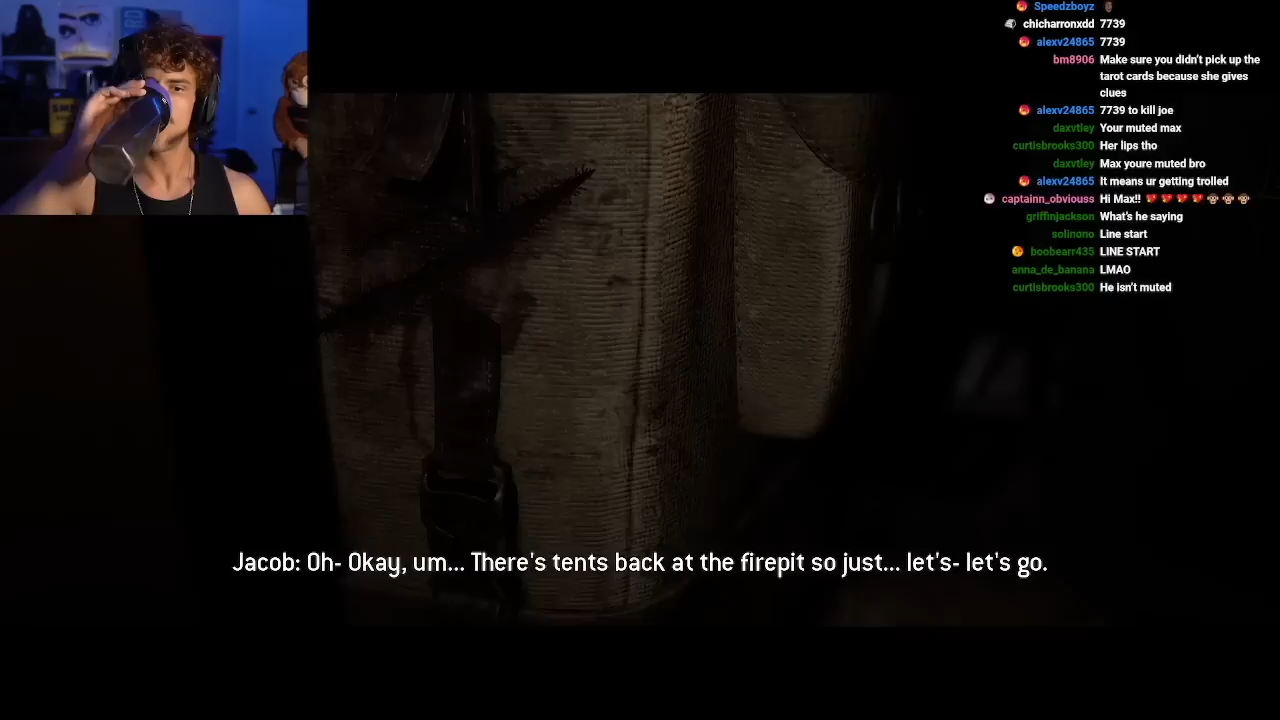 Speedzboyz
chicharronxdd 7739
alexv24865 7739
bm8906 Make sure you didn't pick up the
tarot cards because she gives
clues
alexv24865 7739 to kill joe
daxvtley Your muted max
curtisbrooks300 Her lips tho
daxvtley Max youre muted bro
alexv24865 It means ur getting trolled
captainn_obviouss Hi Max!!
griffinjackson What's he saying
solinono Line start
boobearr435 LINE START
anna_de_banana LMAO
curtisbrooks300 He isn't muted
Jacob: Oh- Okay, um... There's tents back at the firepit so just... let's- let's go.